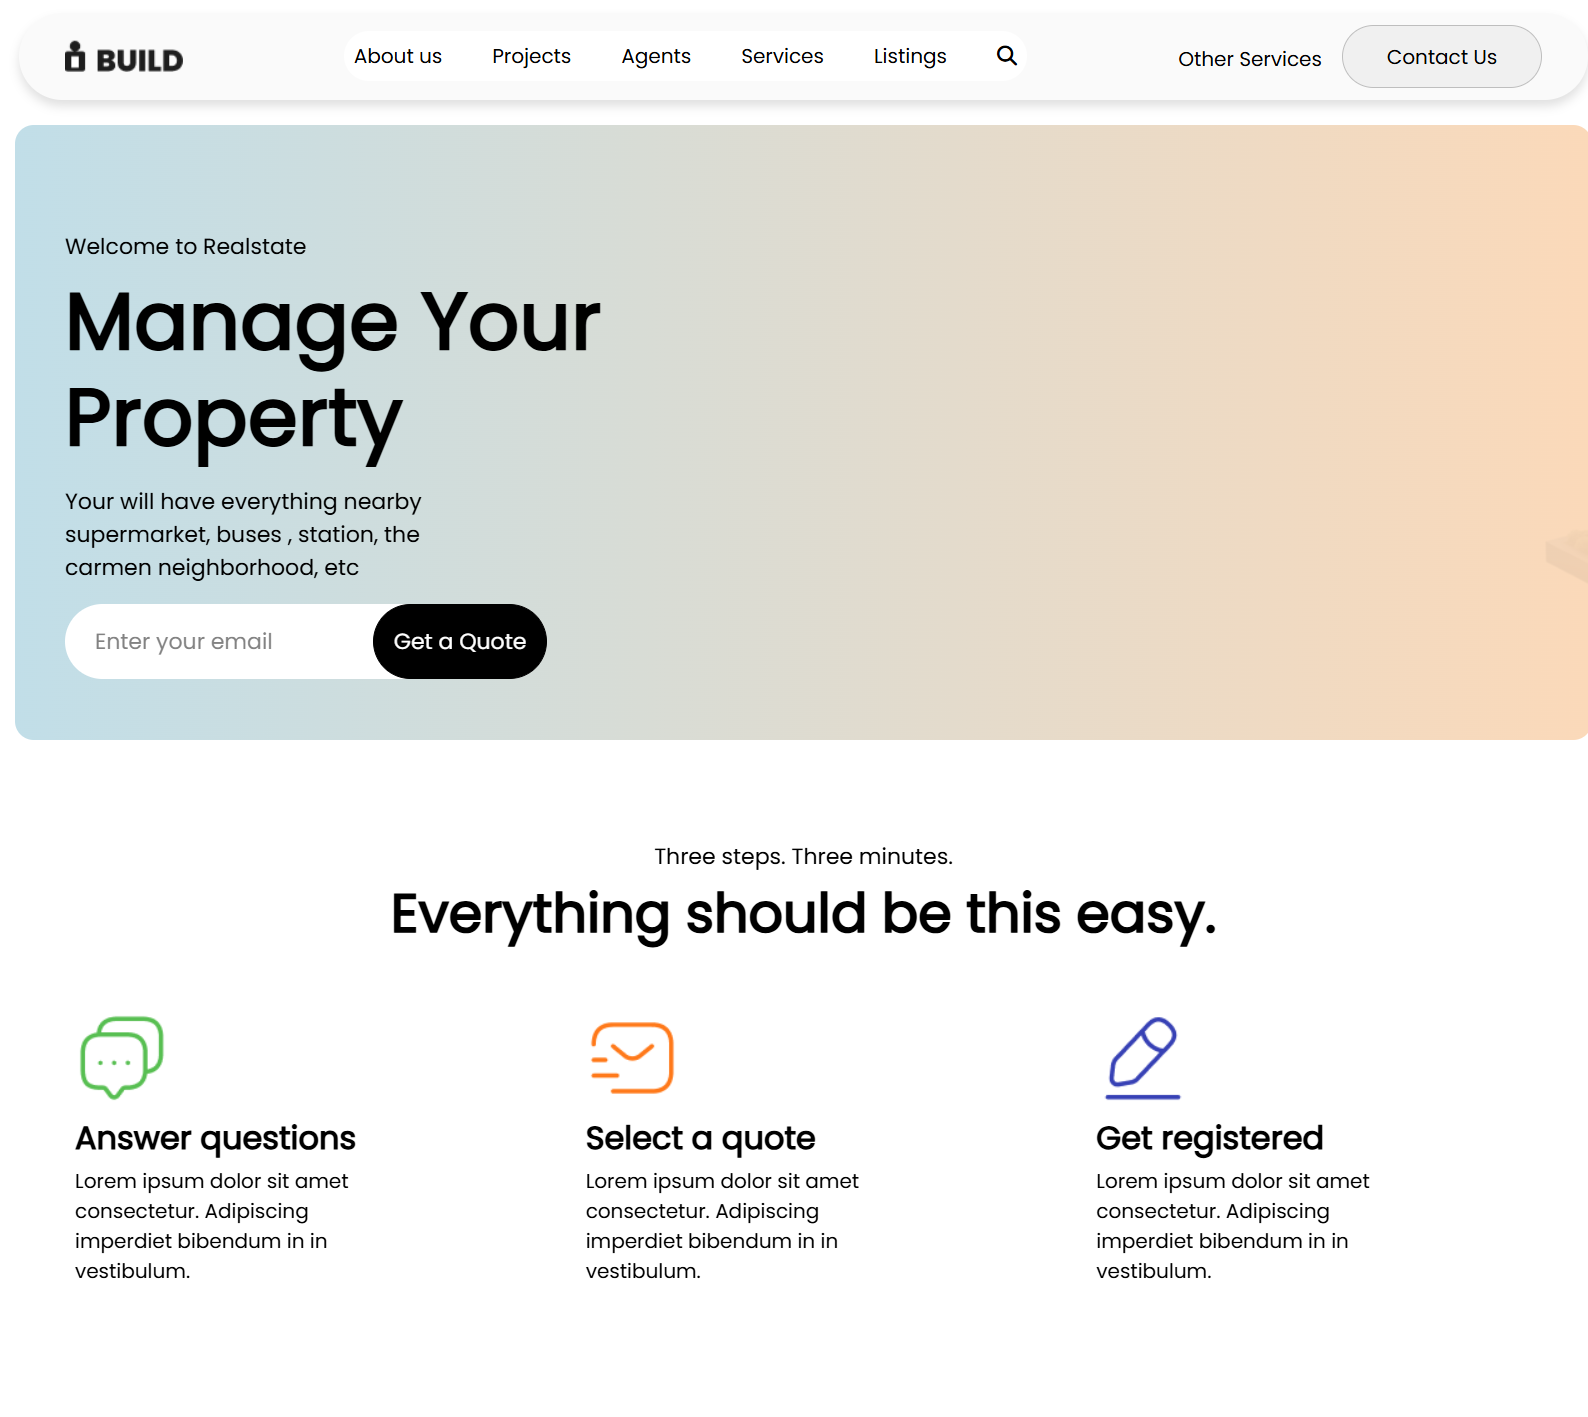 BUILD
About us
Projects
Agents
Services
Listings
Other Services
Contact Us
Welcome to Realstate
Manage Your
Property
Your will have everything nearby
supermarket, buses , station, the
carmen neighborhood, etc
Enter your email
Get a Quote
Three steps. Three minutes.
Everything should be this easy.
Answer questions
Lorem ipsum dolor sit amet
consectetur. Adipiscing
imperdiet bibendum in in
vestibulum.
Select a quote
Lorem ipsum dolor sit amet
consectetur. Adipiscing
imperdiet bibendum in in
vestibulum.
Get registered
Lorem ipsum dolor sit amet
consectetur. Adipiscing
imperdiet bibendum in in
vestibulum.